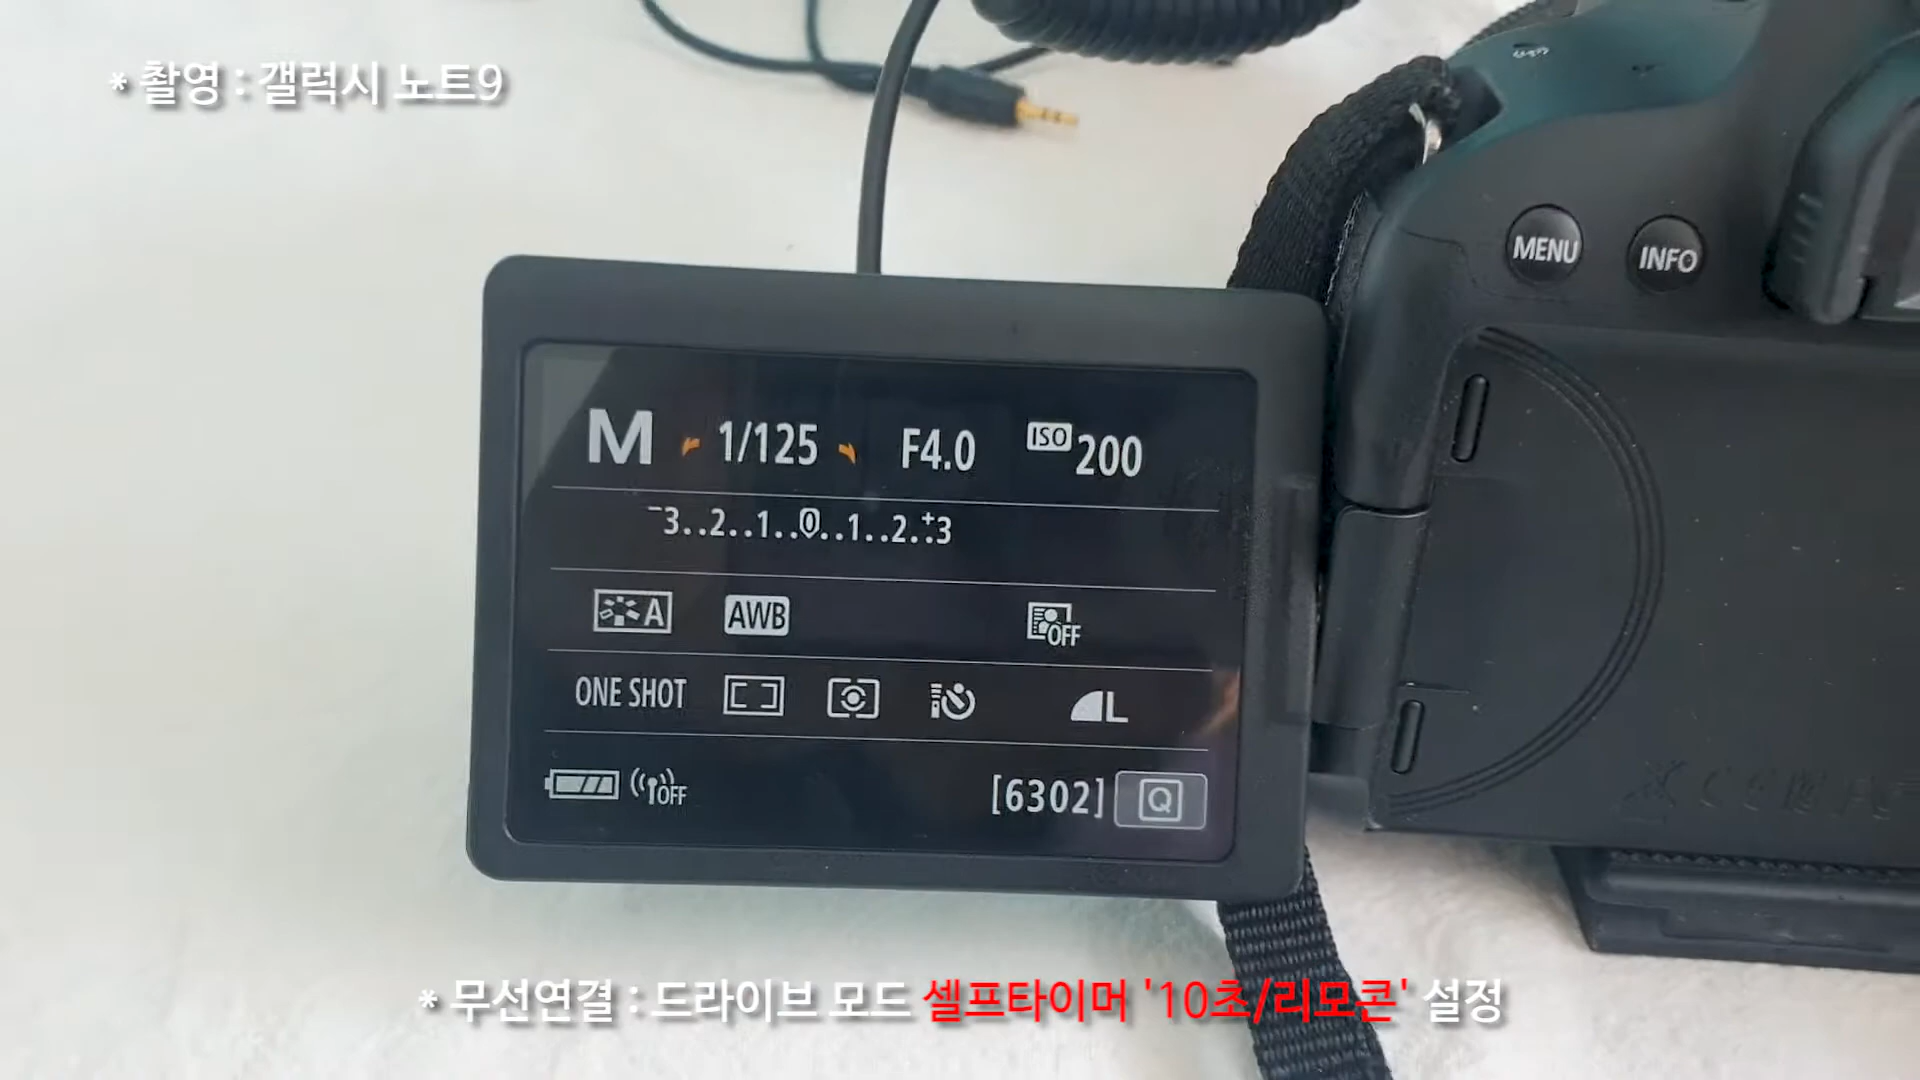 * 촬영 : 갤럭시 노트9
MENU INFO
M 1/125 F4.0 ISO 200
-3..2..1..0..1..2..+3
A AWB OFF
ONE SHOT L
OFF [6302] Q
* 무선연결 : 드라이브 모드 셀프타이머 '10초/리모콘' 설정